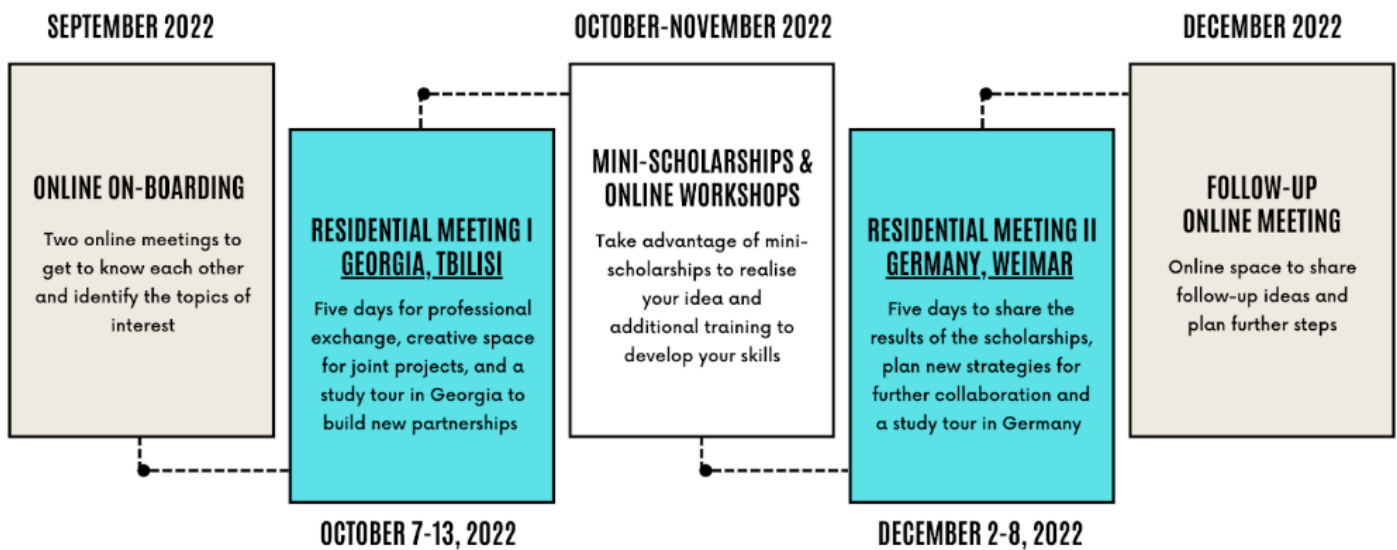 SEPTEMBER 2022
ONLINE ON-BOARDING
Two online meetings to
get to know each other
and identify the topics of
interest
RESIDENTIAL MEETING I
GEORGIA, TBILISI
Five days for professional
exchange, creative space
for joint projects, and a
study tour in Georgia to
build new partnerships
OCTOBER 7-13, 2022
OCTOBER-NOVEMBER 2022
MINI-SCHOLARSHIPS &
ONLINE WORKSHOPS
Take advantage of mini-
scholarships to realise
your idea and
additional training to
develop your skills
RESIDENTIAL MEETING II
GERMANY, WEIMAR
Five days to share the
results of the scholarships,
plan new strategies for
further collaboration and
a study tour in Germany
DECEMBER 2-8, 2022
DECEMBER 2022
FOLLOW-UP
ONLINE MEETING
Online space to share
follow-up ideas and
plan further steps